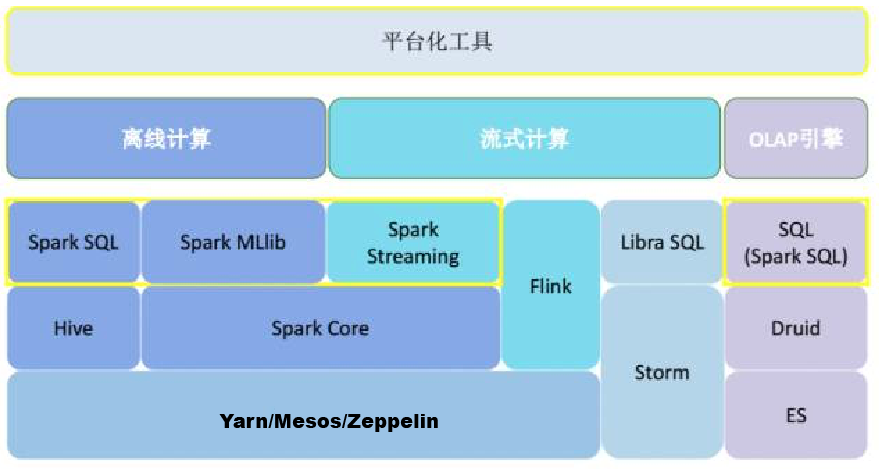 平台化工具
离线计算
流式计算
OLAP引擎
Spark SQL
Spark MLlib
Spark
Streaming
Flink
Libra SQL
SQL
(Spark SQL)
Hive
Spark Core
Storm
Druid
Yarn/Mesos/Zeppelin
ES